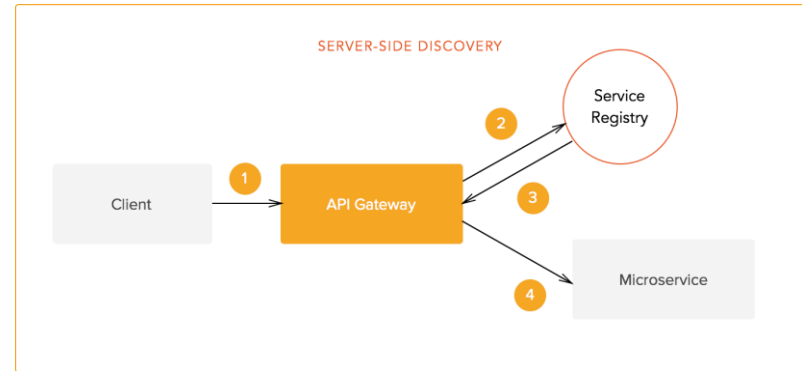 SERVER-SIDE DISCOVERY
Service
Registry
2
1
Client
API Gateway
3
Microservice
4